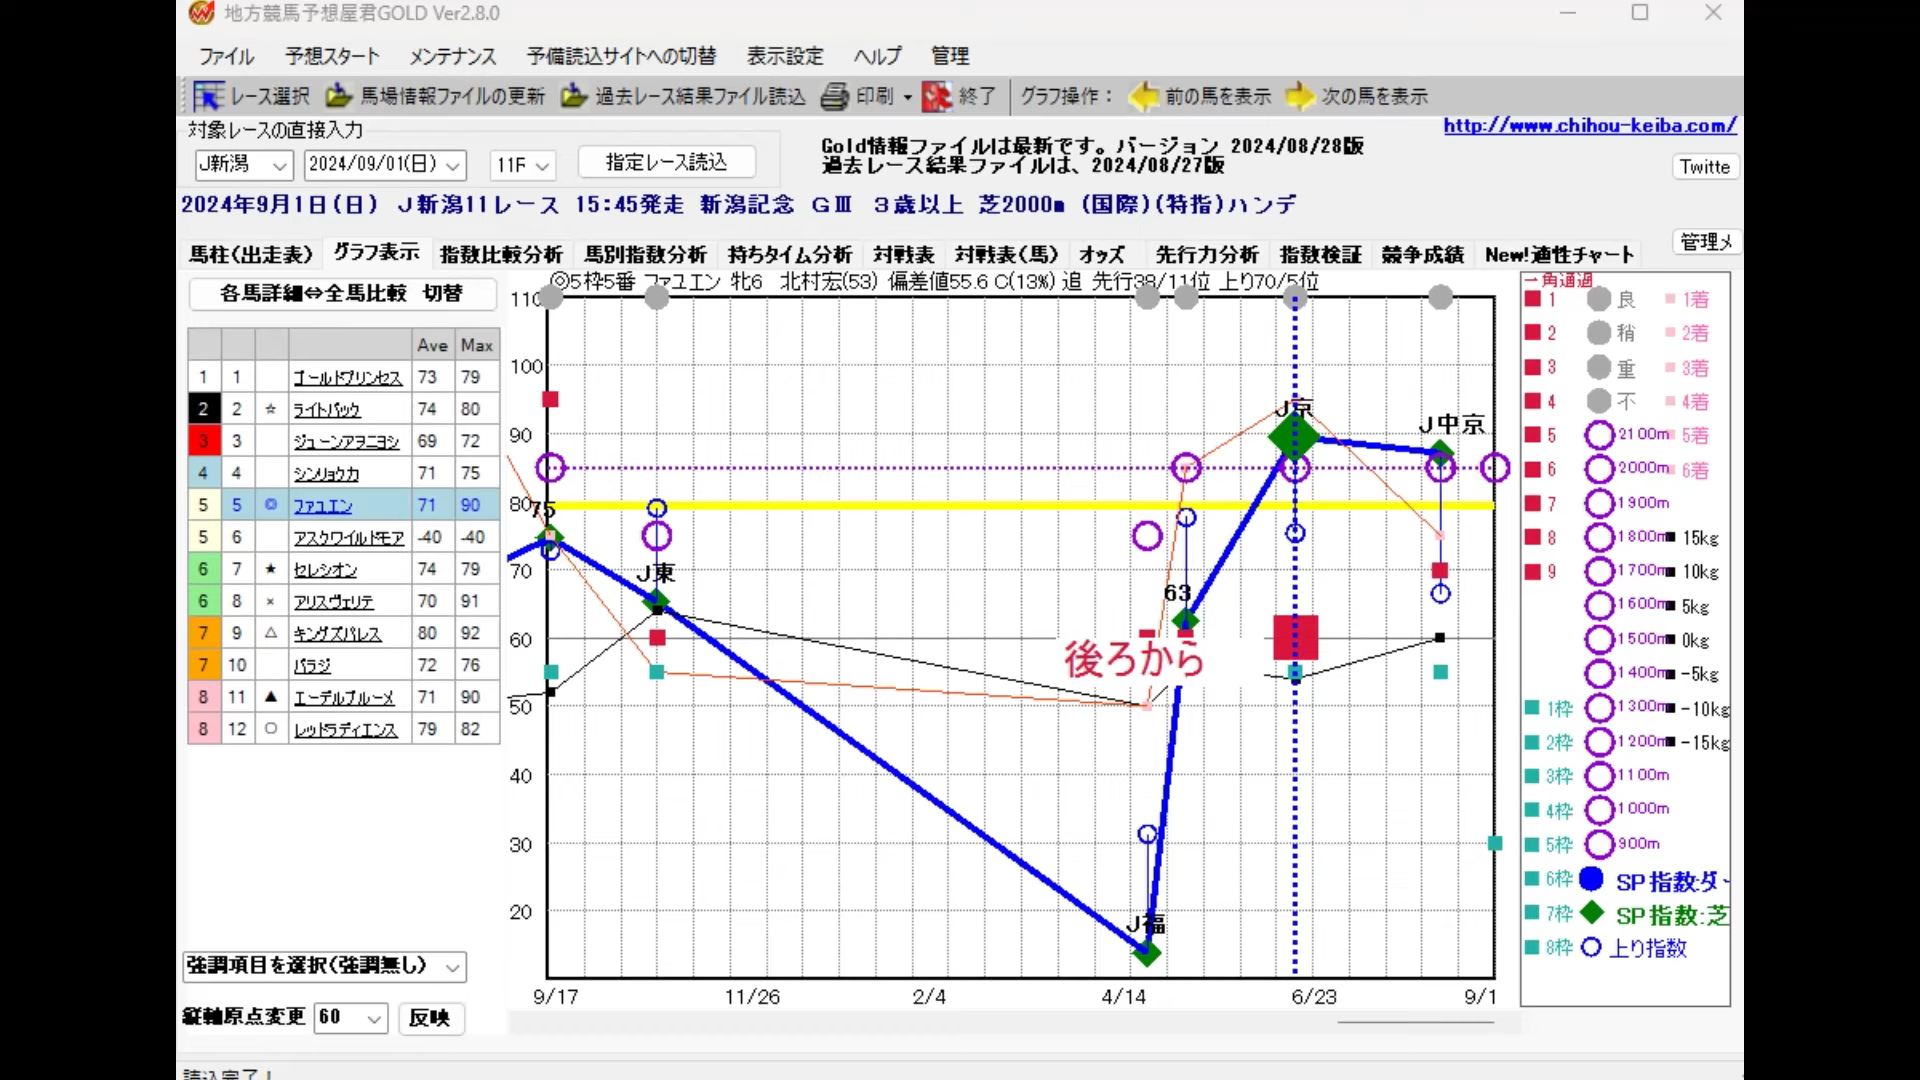 地方競馬予想屋君GOLD Ver2.8.0
ファイル 予想スタート メンテナンス 予備読込サイトへの切替 表示設定 ヘルプ 管理
レース選択 馬場情報ファイルの更新 過去レース結果ファイル読込 印刷 終了 グラフ操作： 前の馬を表示 次の馬を表示
対象レースの直接入力
http://www.chihou-keiba.com/
J新潟 2024/09/01(日) 11F 指定レース読込
Gold情報ファイルは最新です。バージョン 2024/08/28版
過去レース結果ファイルは、2024/08/27版
Twitte
2024年9月1日(日) J新潟11レース 15:45発走 新潟記念 GⅢ 3歳以上 芝2000m (国際)(特指)ハンデ
管理メ
馬柱(出走表) グラフ表示 指数比較分析 馬別指数分析 持ちタイム分析 対戦表 対戦表(馬) オッズ 先行力分析 指数検証 競争成績 New!適性チャート
◎5枠5番 ファユエン 牝6 北村宏(53) 偏差値55.6 C(13%) 追 先行38/11位 上り70/5位
各馬詳細⇔全馬比較 切替
Ave Max
1 1 ゴールドプリンセス 73 79
2 2 ☆ ライトバック 74 80
3 3 ジューンアヲニヨシ 69 72
4 4 シンリョクカ 71 75
5 5 ◎ ファユエン 71 90
5 6 アスクワイルドモア -40 -40
6 7 ★ セレシオン 74 79
6 8 × アリスヴェリテ 70 91
7 9 △ キングズパレス 80 92
7 10 バラジ 72 76
8 11 ▲ エーデルブルーメ 71 90
8 12 ○ レッドラディエンス 79 82
強調項目を選択(強調無し)
縦軸原点変更 60 反映
110
100
90
80
70
60
50
40
30
20
75
J東
J福
63
J京
J中京
後ろから
9/17 11/26 2/4 4/14 6/23 9/1
一角通過
1 良 1着
2 稍 2着
3 重 3着
4 不 4着
5 2100m 5着
6 2000m 6着
7 1900m
8 1800m 15kg
9 1700m 10kg
1600m 5kg
1500m 0kg
1400m -5kg
1枠 1300m -10kg
2枠 1200m -15kg
3枠 1100m
4枠 1000m
5枠 900m
6枠 SP指数:ダ
7枠 SP指数:芝
8枠 上り指数
読込完了！